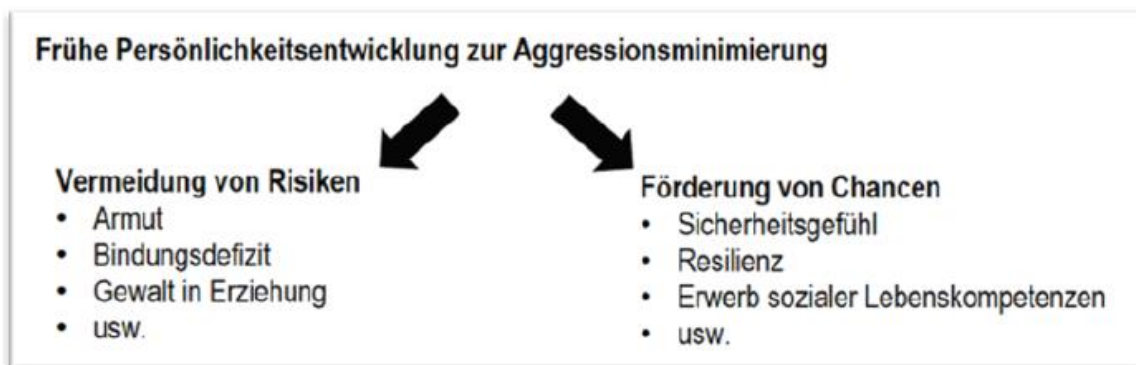 Frühe Persönlichkeitsentwicklung zur Aggressionsminimierung
Vermeidung von Risiken
• Armut
• Bindungsdefizit
• Gewalt in Erziehung
• usw.
Förderung von Chancen
• Sicherheitsgefühl
• Resilienz
• Erwerb sozialer Lebenskompetenzen
• usw.